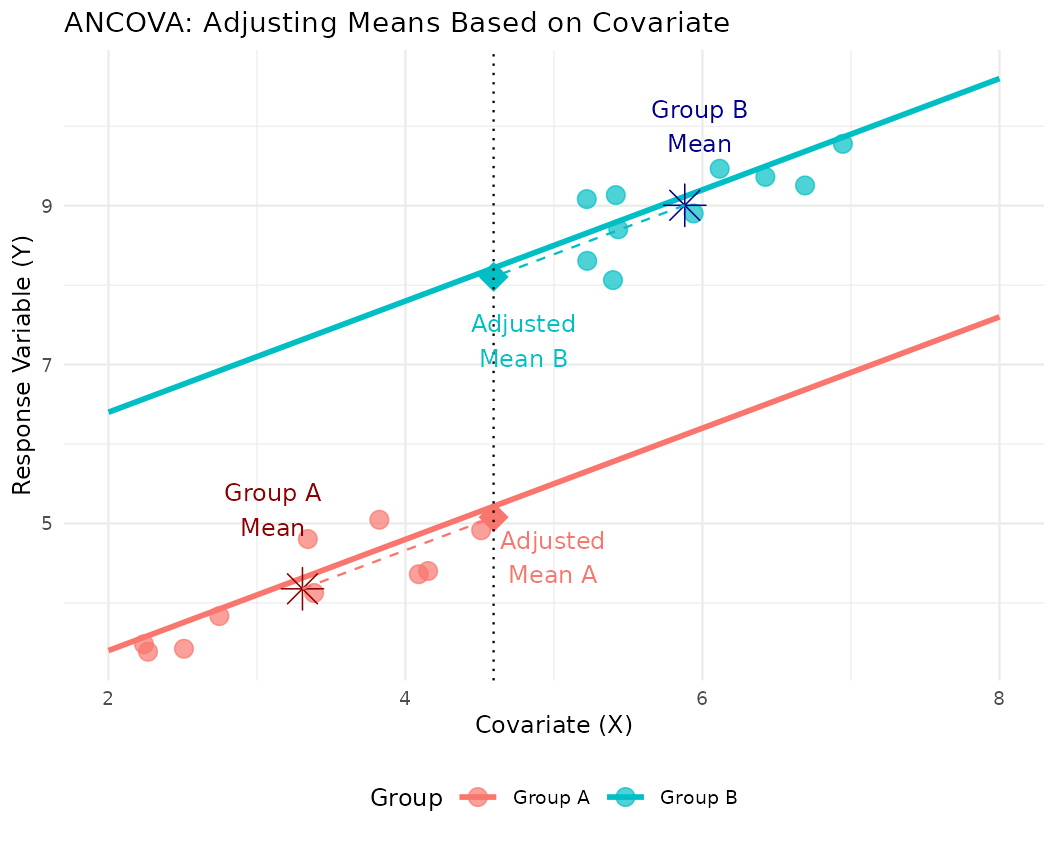 ANCOVA: Adjusting Means Based on Covariate
Response Variable (Y)
9
7
5
Group B
Mean
Adjusted
Mean B
Group A
Mean
Adjusted
Mean A
2
4
6
8
Covariate (X)
Group
Group A
Group B